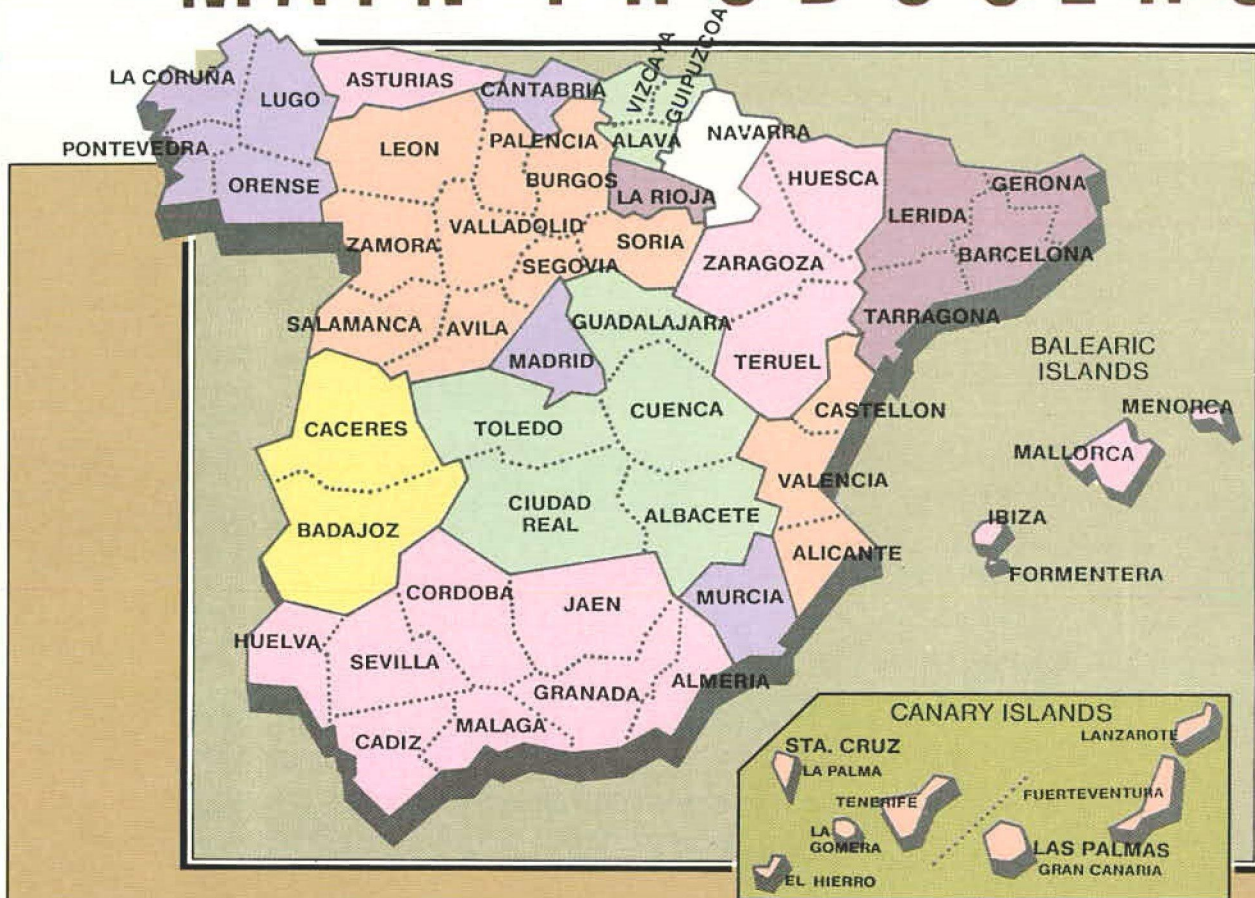 MAIN PRODUCERS
LA CORUÑA
LUGO
ASTURIAS
CANTABRIA
VIZCAYA
GUIPUZCOA
PONTEVEDRA
ORENSE
LEON
PALENCIA
ALAVA
NAVARRA
BURGOS
LA RIOJA
HUESCA
LERIDA
GERONA
ZAMORA
VALLADOLID
SORIA
SEGOVIA
ZARAGOZA
BARCELONA
SALAMANCA
AVILA
GUADALAJARA
TARRAGONA
MADRID
TERUEL
BALEARIC
ISLANDS
CACERES
TOLEDO
CUENCA
CASTELLON
MENORCA
MALLORCA
BADAJOZ
CIUDAD
REAL
ALBACETE
VALENCIA
IBIZA
ALICANTE
FORMENTERA
CORDOBA
JAEN
MURCIA
HUELVA
SEVILLA
GRANADA
ALMERIA
CADIZ
MALAGA
CANARY ISLANDS
LANZAROTE
STA. CRUZ
LA PALMA
TENERIFE
FUERTEVENTURA
LA
GOMERA
LAS PALMAS
GRAN CANARIA
EL HIERRO